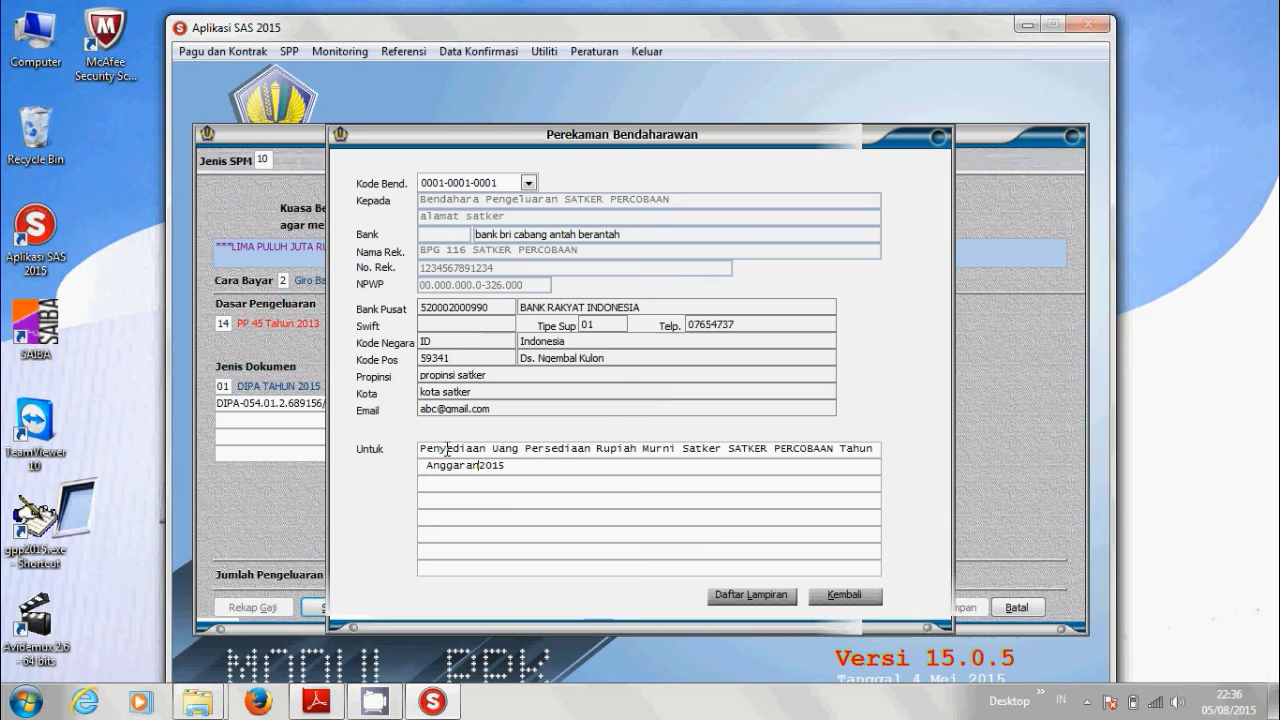 Computer
McAfee
Security Sc...
Recycle Bin
Aplikasi SAS
2015
SAIBA
SAIBA
TeamViewer
10
gpp2015.exe
- Shortcut
Avidemux 2.6
- 64 bits
Aplikasi SAS 2015
Pagu dan Kontrak SPP Monitoring Referensi Data Konfirmasi Utiliti Peraturan Keluar
Jenis SPM 10
Kuasa Be
agar me
***LIMA PULUH JUTA RU
Cara Bayar 2 Giro Ba
Dasar Pengeluaran
14 PP 45 Tahun 2013
Jenis Dokumen
01 DIPA TAHUN 2015
DIPA-054.01.2.689156/
Jumlah Pengeluaran
Rekap Gaji
S
Perekaman Bendaharawan
Kode Bend. 0001-0001-0001
Kepada Bendahara Pengeluaran SATKER PERCOBAAN
alamat satker
Bank bank bri cabang antah berantah
Nama Rek. BPG 116 SATKER PERCOBAAN
No. Rek. 1234567891234
NPWP 00.000.000.0-326.000
Bank Pusat 520002000990 BANK RAKYAT INDONESIA
Swift Tipe Sup 01 Telp. 07654737
Kode Negara ID Indonesia
Kode Pos 59341 Ds. Ngembal Kulon
Propinsi propinsi satker
Kota kota satker
Email abc@gmail.com
Untuk Penyediaan Uang Persediaan Rupiah Murni Satker SATKER PERCOBAAN Tahun
Anggaran2015
Daftar Lampiran Kembali
mpan Batal
MODUL PPK
Versi 15.0.5
Tanggal 4 Mei 2015
Desktop
IN
22:36
05/08/2015